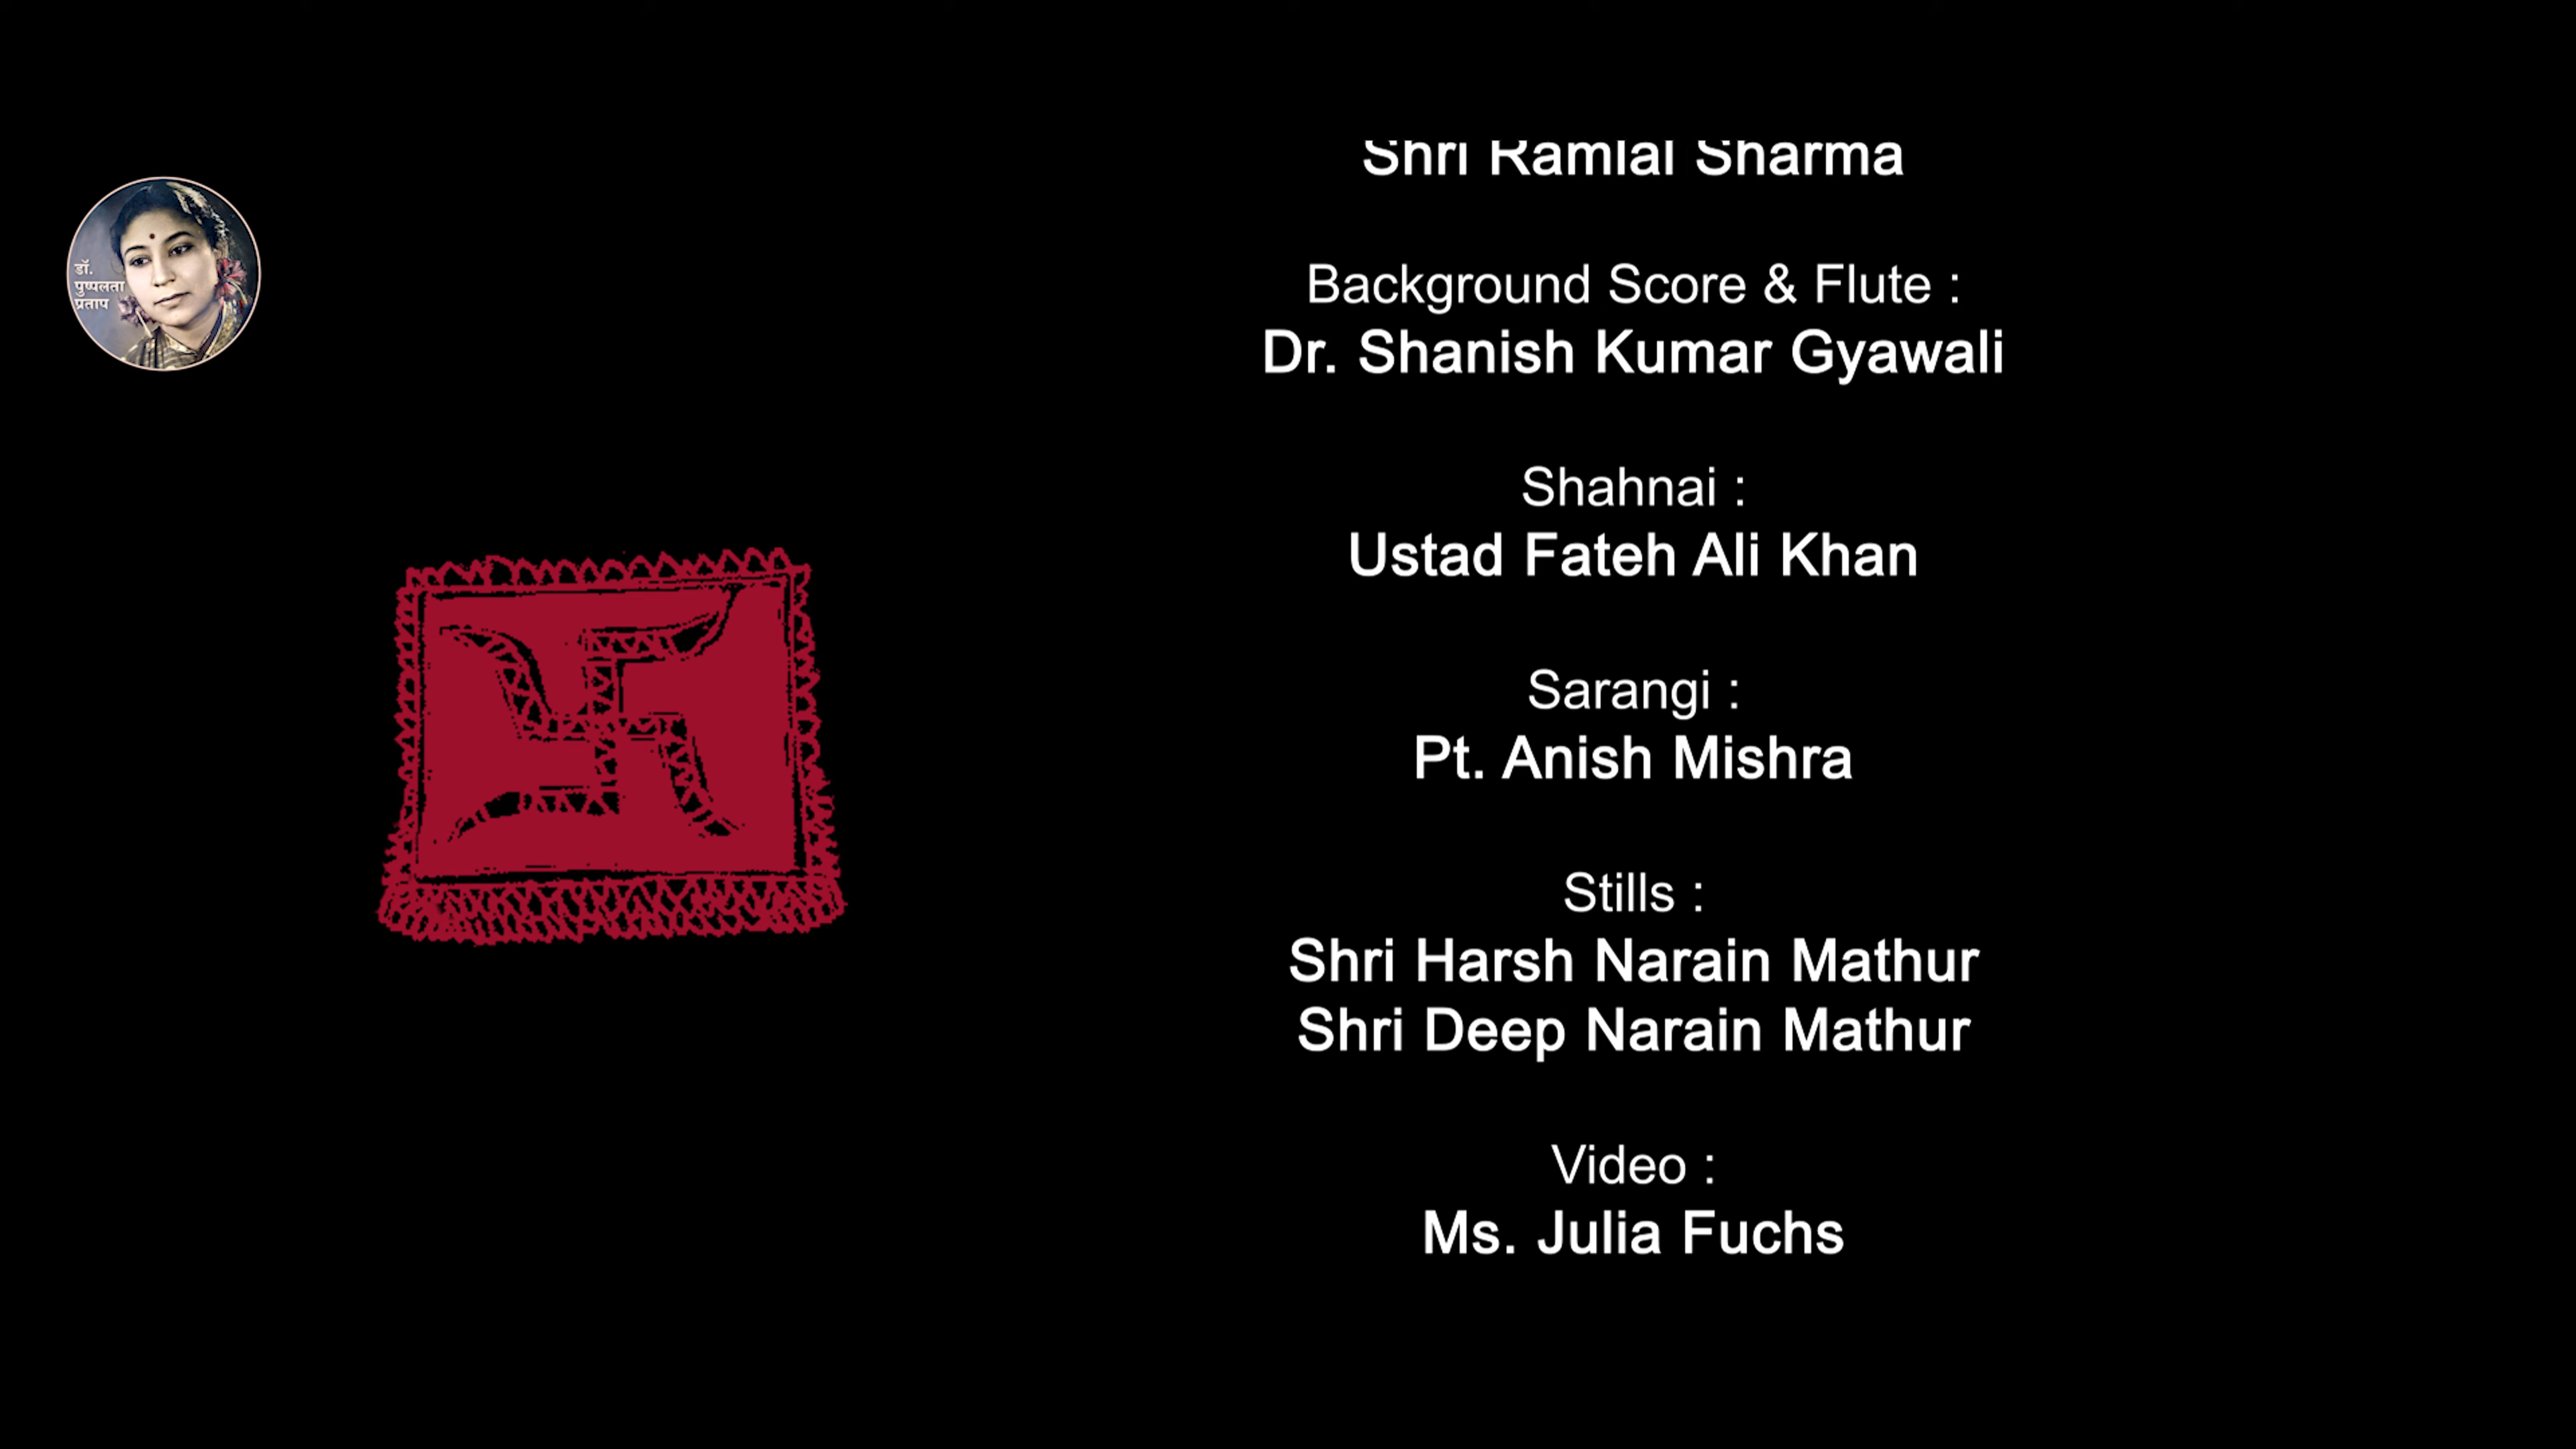 डॉ.
पुष्पलता
प्रताप
Shri Ramlal Sharma
Background Score & Flute :
Dr. Shanish Kumar Gyawali
Shahnai :
Ustad Fateh Ali Khan
Sarangi :
Pt. Anish Mishra
Stills :
Shri Harsh Narain Mathur
Shri Deep Narain Mathur
Video :
Ms. Julia Fuchs